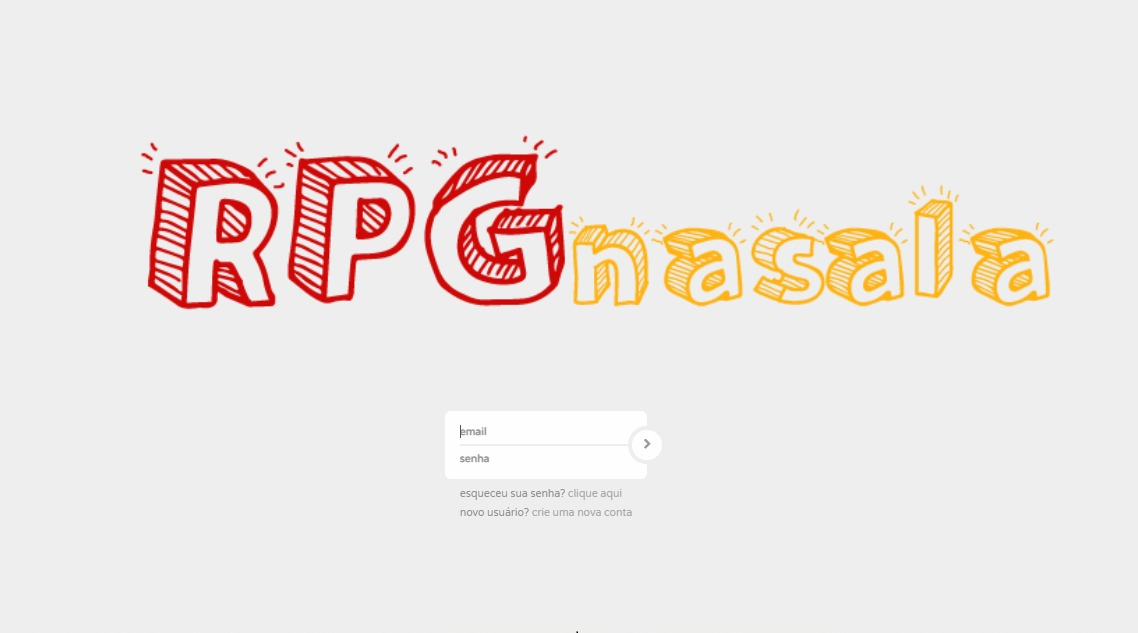 RPGnasala
email
senha
esqueceu sua senha? clique aqui
novo usuário? crie uma nova conta